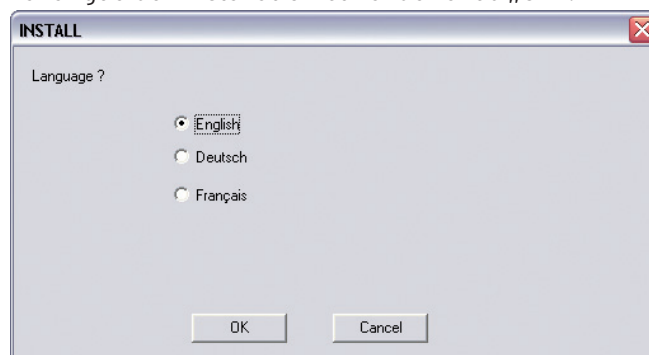 INSTALL
Language ?
English
Deutsch
Français
OK
Cancel